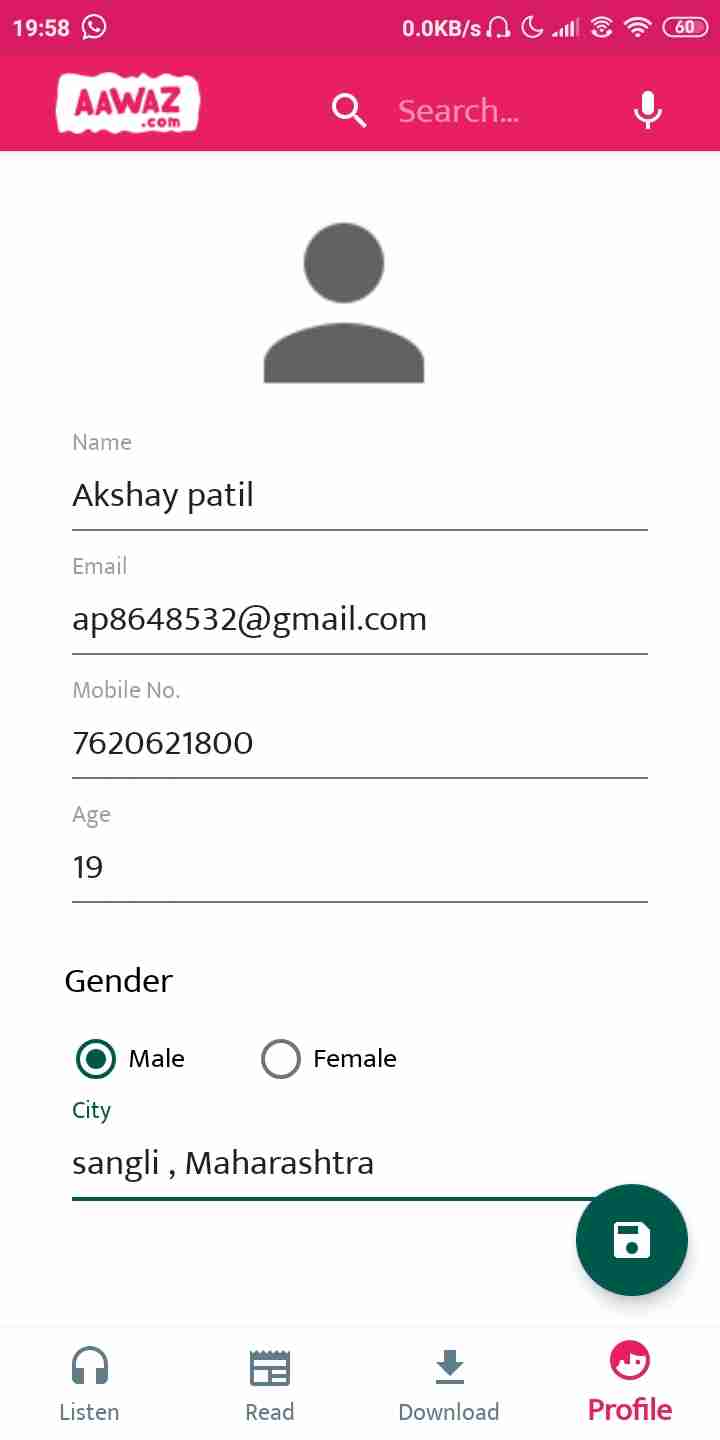 19:58 0.0KB/s 60
AAWAZ
.com
Search...
Name
Akshay patil
Email
ap8648532@gmail.com
Mobile No.
7620621800
Age
19
Gender
Male Female
City
sangli , Maharashtra
Listen Read Download Profile